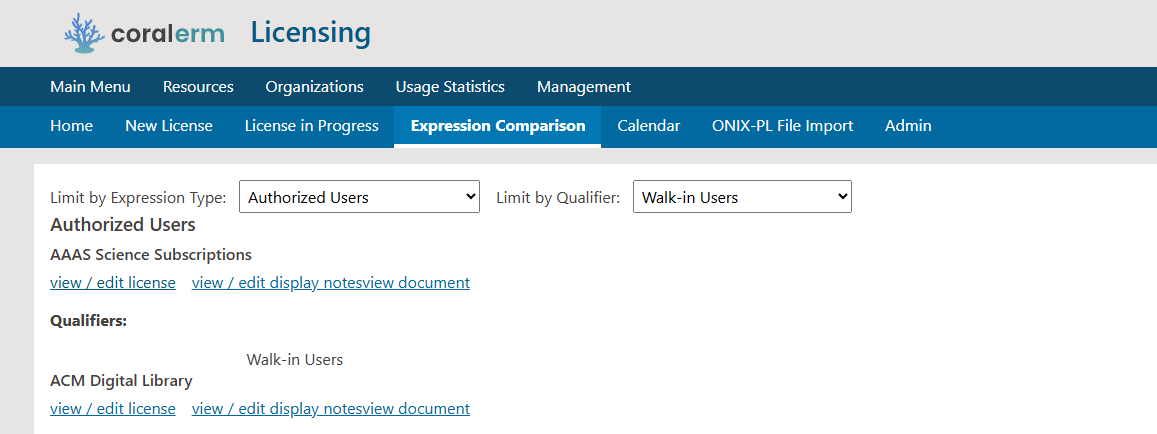 coralerm Licensing
Main Menu Resources Organizations Usage Statistics Management
Home New License License in Progress Expression Comparison Calendar ONIX-PL File Import Admin
Limit by Expression Type: Authorized Users Limit by Qualifier: Walk-in Users
Authorized Users
AAAS Science Subscriptions
view / edit license view / edit display notesview document
Qualifiers:
Walk-in Users
ACM Digital Library
view / edit license view / edit display notesview document